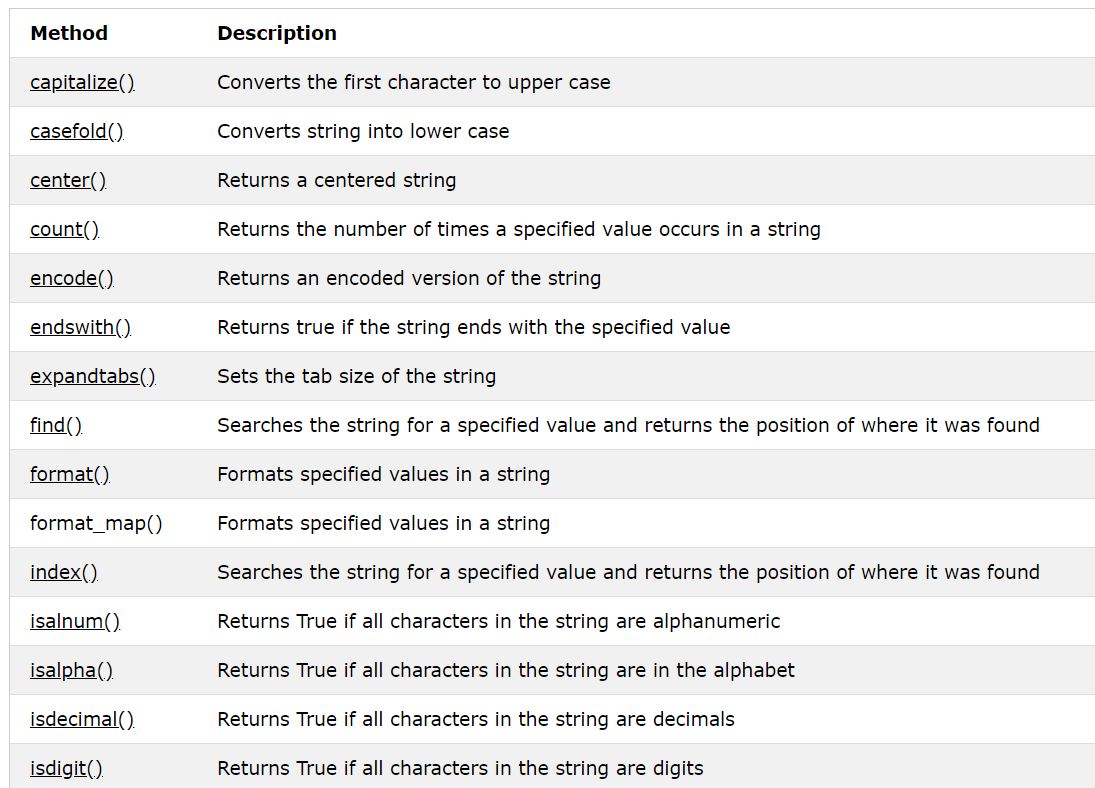 Method Description
capitalize() Converts the first character to upper case
casefold() Converts string into lower case
center() Returns a centered string
count() Returns the number of times a specified value occurs in a string
encode() Returns an encoded version of the string
endswith() Returns true if the string ends with the specified value
expandtabs() Sets the tab size of the string
find() Searches the string for a specified value and returns the position of where it was found
format() Formats specified values in a string
format_map() Formats specified values in a string
index() Searches the string for a specified value and returns the position of where it was found
isalnum() Returns True if all characters in the string are alphanumeric
isalpha() Returns True if all characters in the string are in the alphabet
isdecimal() Returns True if all characters in the string are decimals
isdigit() Returns True if all characters in the string are digits